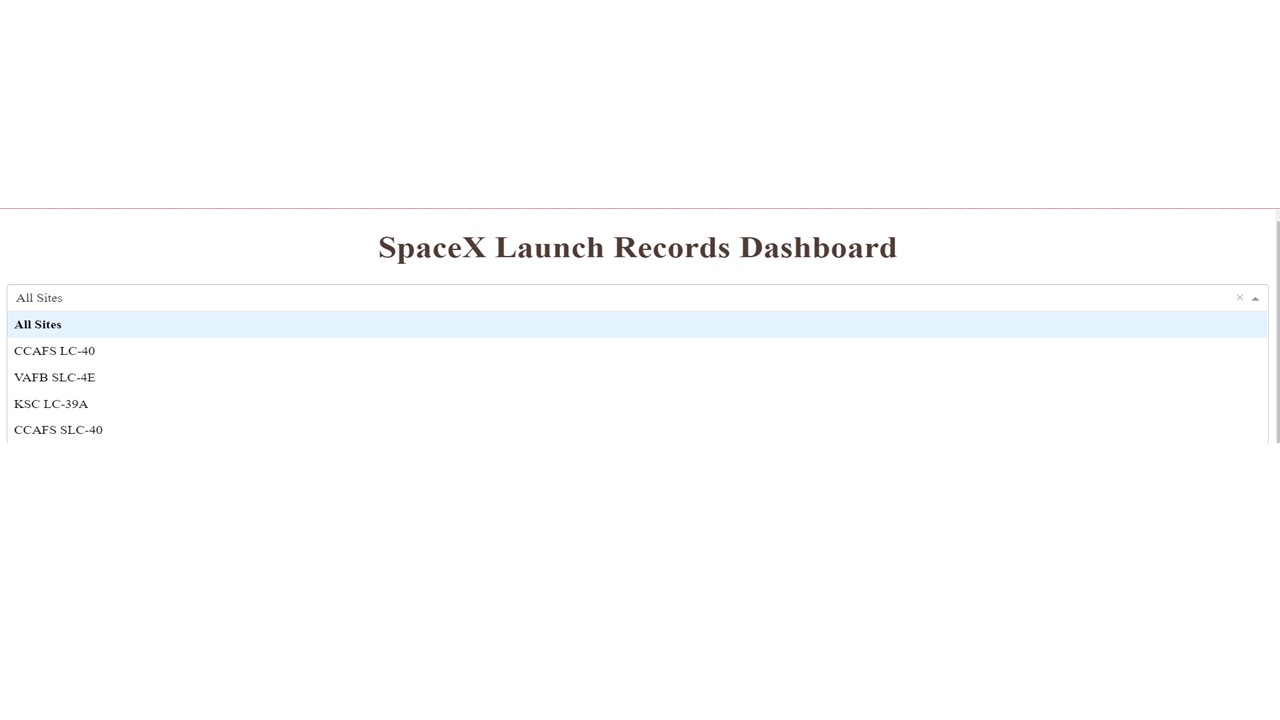 SpaceX Launch Records Dashboard
All Sites
All Sites
CCAFS LC-40
VAFB SLC-4E
KSC LC-39A
CCAFS SLC-40